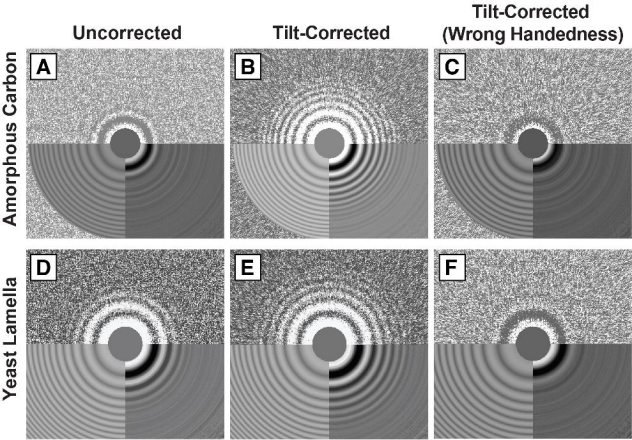 Uncorrected
Tilt-Corrected
Tilt-Corrected
(Wrong Handedness)
Amorphous Carbon
A
B
C
Yeast Lamella
D
E
F